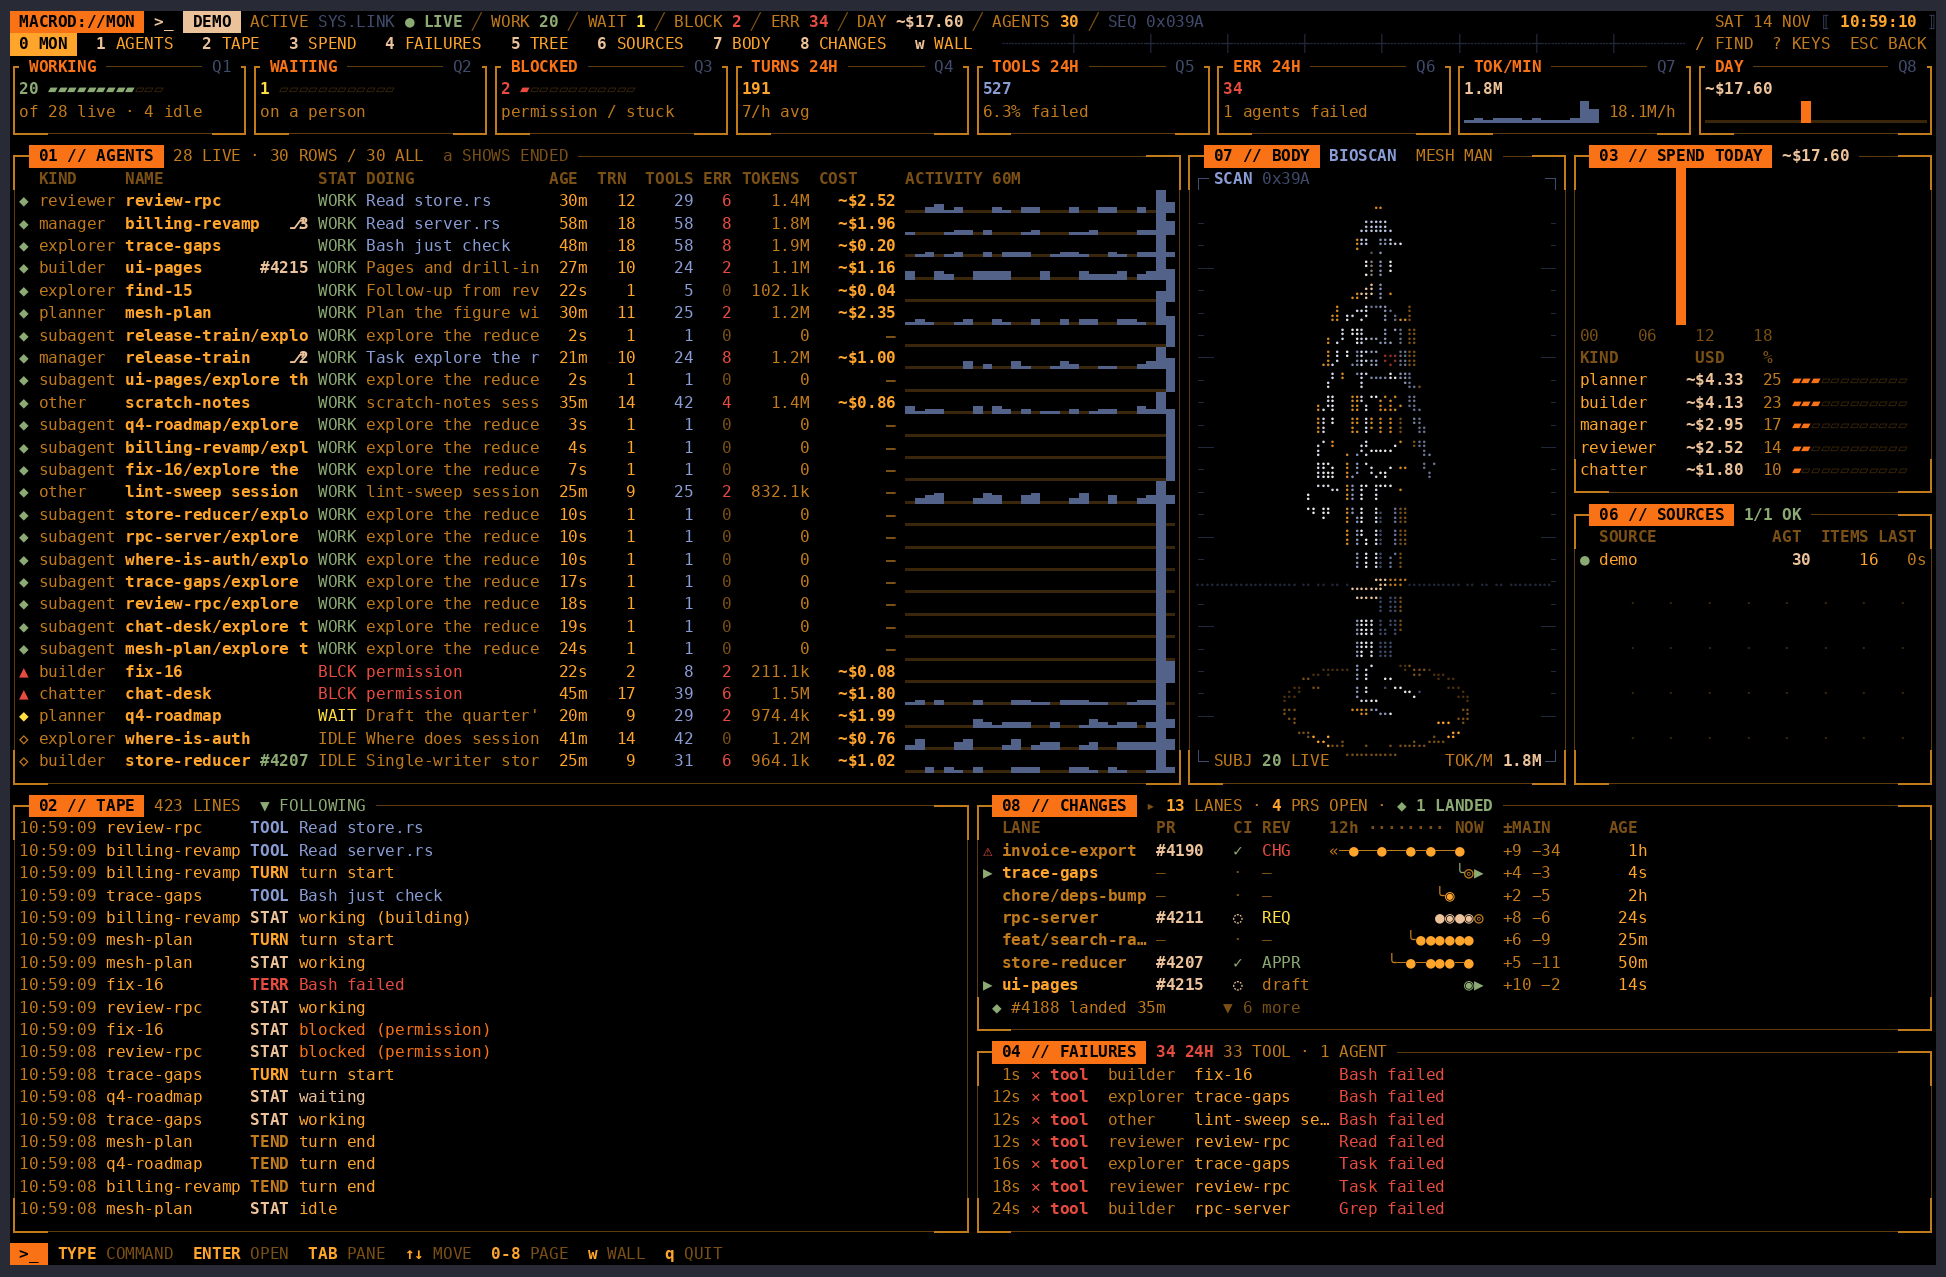 MACROD://MON >_ DEMO ACTIVE SYS.LINK ● LIVE / WORK 20 / WAIT 1 / BLOCK 2 / ERR 34 / DAY ~$17.60 / AGENTS 30 / SEQ 0x039A SAT 14 NOV 10:59:10
0 MON 1 AGENTS 2 TAPE 3 SPEND 4 FAILURES 5 TREE 6 SOURCES 7 BODY 8 CHANGES w WALL / FIND ? KEYS ESC BACK
WORKING Q1 WAITING Q2 BLOCKED Q3 TURNS 24H Q4 TOOLS 24H Q5 ERR 24H Q6 TOK/MIN Q7 DAY Q8
20 1 2 191 527 34 1.8M ~$17.60
of 28 live · 4 idle on a person permission / stuck 7/h avg 6.3% failed 1 agents failed 18.1M/h
01 // AGENTS 28 LIVE · 30 ROWS / 30 ALL a SHOWS ENDED
KIND NAME STAT DOING AGE TRN TOOLS ERR TOKENS COST ACTIVITY 60M
◆ reviewer review-rpc WORK Read store.rs 30m 12 29 6 1.4M ~$2.52
◆ manager billing-revamp 3 WORK Read server.rs 58m 18 58 8 1.8M ~$1.96
◆ explorer trace-gaps WORK Bash just check 48m 18 58 8 1.9M ~$0.20
◆ builder ui-pages #4215 WORK Pages and drill-in 27m 10 24 2 1.1M ~$1.16
◆ explorer find-15 WORK Follow-up from rev 22s 1 5 0 102.1k ~$0.04
◆ planner mesh-plan WORK Plan the figure wi 30m 11 25 2 1.2M ~$2.35
◆ subagent release-train/explo WORK explore the reduce 2s 1 1 0 0 —
◆ manager release-train WORK Task explore the r 21m 10 24 8 1.2M ~$1.00
◆ subagent ui-pages/explore th WORK explore the reduce 2s 1 1 0 0 —
◆ other scratch-notes WORK scratch-notes sess 35m 14 42 4 1.4M ~$0.86
◆ subagent q4-roadmap/explore WORK explore the reduce 3s 1 1 0 0 —
◆ subagent billing-revamp/expl WORK explore the reduce 4s 1 1 0 0 —
◆ subagent fix-16/explore the WORK explore the reduce 7s 1 1 0 0 —
◆ other lint-sweep session WORK lint-sweep session 25m 9 25 2 832.1k —
◆ subagent store-reducer/explo WORK explore the reduce 10s 1 1 0 0 —
◆ subagent rpc-server/explore WORK explore the reduce 10s 1 1 0 0 —
◆ subagent where-is-auth/explo WORK explore the reduce 10s 1 1 0 0 —
◆ subagent trace-gaps/explore WORK explore the reduce 17s 1 1 0 0 —
◆ subagent review-rpc/explore WORK explore the reduce 18s 1 1 0 0 —
◆ subagent chat-desk/explore t WORK explore the reduce 19s 1 1 0 0 —
◆ subagent mesh-plan/explore t WORK explore the reduce 24s 1 1 0 0 —
▲ builder fix-16 BLCK permission 22s 2 8 2 211.1k ~$0.08
▲ chatter chat-desk BLCK permission 45m 17 39 6 1.5M ~$1.80
◆ planner q4-roadmap WAIT Draft the quarter' 20m 9 29 2 974.4k ~$1.99
◇ explorer where-is-auth IDLE Where does session 41m 14 42 0 1.2M ~$0.76
◇ builder store-reducer #4207 IDLE Single-writer stor 25m 9 31 6 964.1k ~$1.02
07 // BODY BIOSCAN MESH MAN
SCAN 0x39A
SUBJ 20 LIVE TOK/M 1.8M
03 // SPEND TODAY ~$17.60
00 06 12 18
KIND USD %
planner ~$4.33 25
builder ~$4.13 23
manager ~$2.95 17
reviewer ~$2.52 14
chatter ~$1.80 10
06 // SOURCES 1/1 OK
SOURCE AGT ITEMS LAST
● demo 30 16 0s
02 // TAPE 423 LINES ▼ FOLLOWING
10:59:09 review-rpc TOOL Read store.rs
10:59:09 billing-revamp TOOL Read server.rs
10:59:09 billing-revamp TURN turn start
10:59:09 trace-gaps TOOL Bash just check
10:59:09 billing-revamp STAT working (building)
10:59:09 mesh-plan TURN turn start
10:59:09 mesh-plan STAT working
10:59:09 fix-16 TERR Bash failed
10:59:09 review-rpc STAT working
10:59:09 fix-16 STAT blocked (permission)
10:59:08 review-rpc STAT blocked (permission)
10:59:08 trace-gaps TURN turn start
10:59:08 q4-roadmap STAT waiting
10:59:08 trace-gaps STAT working
10:59:08 mesh-plan TEND turn end
10:59:08 q4-roadmap TEND turn end
10:59:08 billing-revamp TEND turn end
10:59:08 mesh-plan STAT idle
08 // CHANGES ▸ 13 LANES · 4 PRS OPEN · ◆ 1 LANDED
LANE PR CI REV 12h ········ NOW ±MAIN AGE
⚠ invoice-export #4190 ✓ CHG +9 −34 1h
▶ trace-gaps — · — +4 −3 4s
chore/deps-bump — · — +2 −5 2h
rpc-server #4211 ◌ REQ +8 −6 24s
feat/search-ra… — · — +6 −9 25m
store-reducer #4207 ✓ APPR +5 −11 50m
▶ ui-pages #4215 ◌ draft +10 −2 14s
◆ #4188 landed 35m ▼ 6 more
04 // FAILURES 34 24H 33 TOOL · 1 AGENT
1s × tool builder fix-16 Bash failed
12s × tool explorer trace-gaps Bash failed
12s × tool other lint-sweep se… Bash failed
12s × tool reviewer review-rpc Read failed
16s × tool explorer trace-gaps Task failed
18s × tool reviewer review-rpc Task failed
24s × tool builder rpc-server Grep failed
>_ TYPE COMMAND ENTER OPEN TAB PANE ↑↓ MOVE 0-8 PAGE w WALL q QUIT